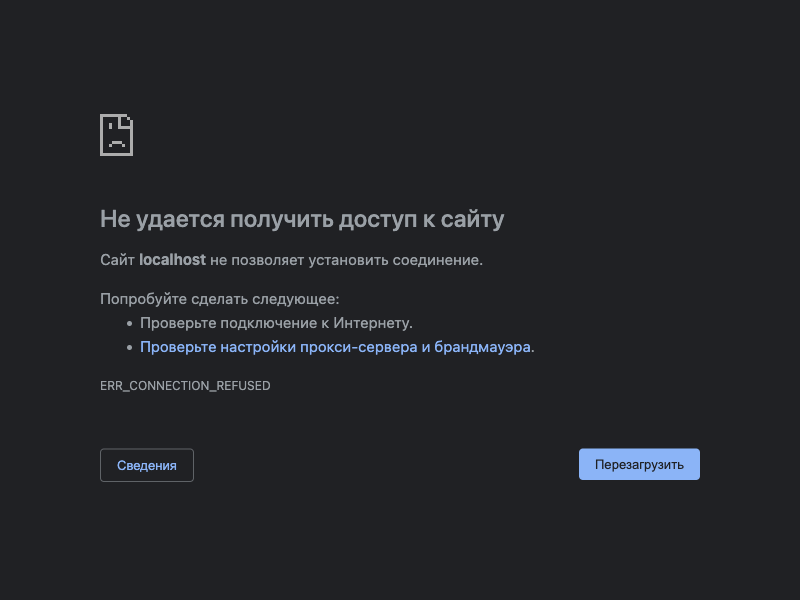 Не удается получить доступ к сайту
Сайт localhost не позволяет установить соединение.
Попробуйте сделать следующее:
• Проверьте подключение к Интернету.
• Проверьте настройки прокси-сервера и брандмауэра.
ERR_CONNECTION_REFUSED
Сведения
Перезагрузить